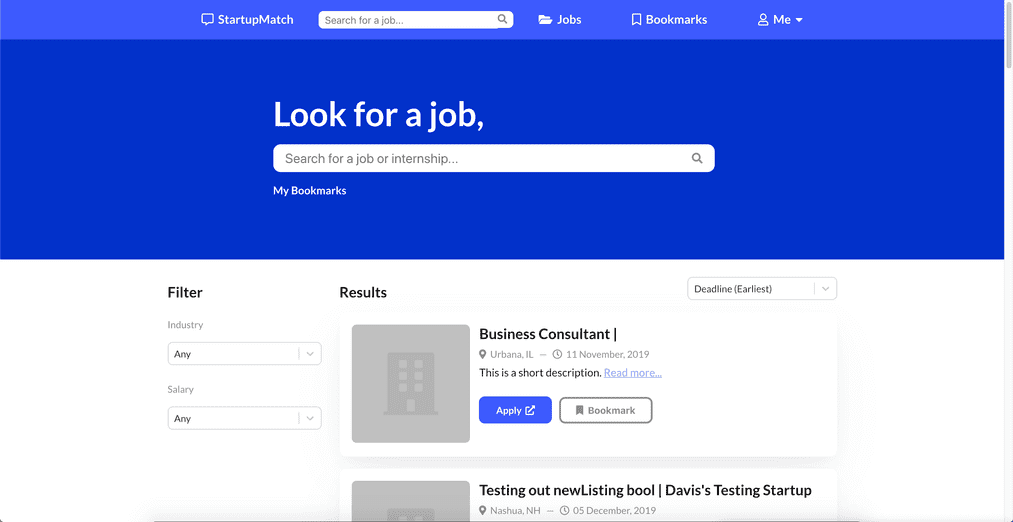 StartupMatch Search for a job... Jobs Bookmarks Me
Look for a job,
Search for a job or internship...
My Bookmarks
Filter
Industry
Any
Salary
Any
Results Deadline (Earliest)
Business Consultant |
Urbana, IL — 11 November, 2019
This is a short description. Read more...
Apply Bookmark
Testing out newListing bool | Davis's Testing Startup
Nashua, NH — 05 December, 2019